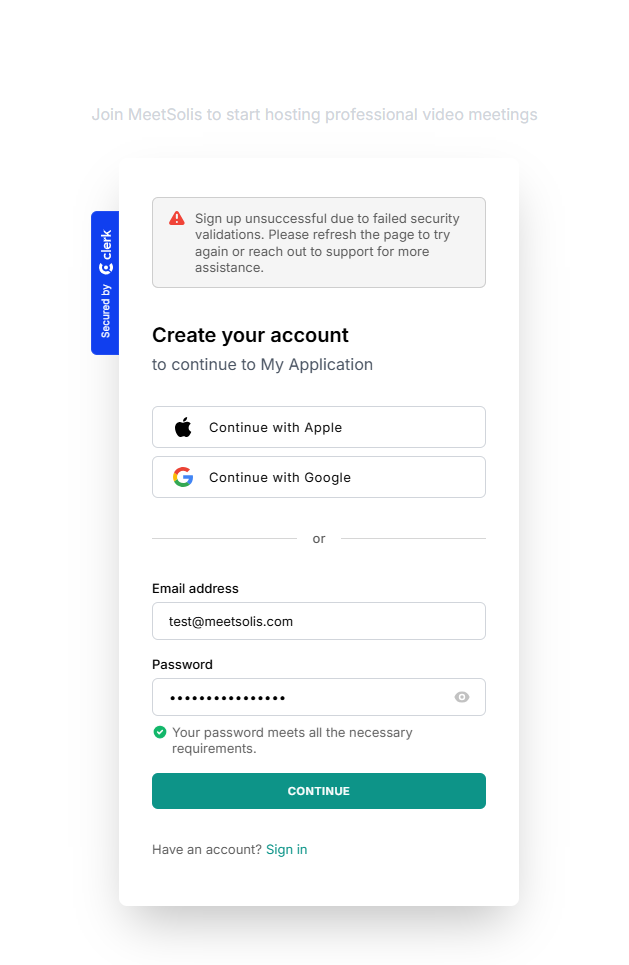 Join MeetSolis to start hosting professional video meetings
Sign up unsuccessful due to failed security
validations. Please refresh the page to try
again or reach out to support for more
assistance.
Secured by clerk
Create your account
to continue to My Application
Continue with Apple
Continue with Google
or
Email address
test@meetsolis.com
Password
••••••••••••••••
Your password meets all the necessary
requirements.
CONTINUE
Have an account? Sign in